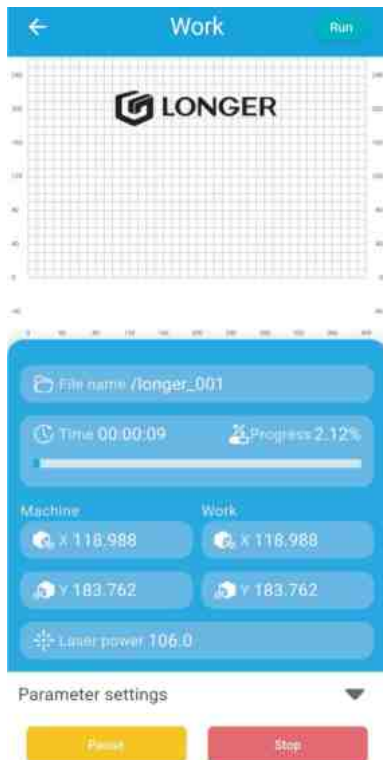 Work
Run
LONGER
File name /longer_001
Time 00:00:09
Progress 2.12%
Machine
Work
X 118.988
X 118.988
Y 183.762
Y 183.762
Laser power 106.0
Parameter settings
Pause
Stop